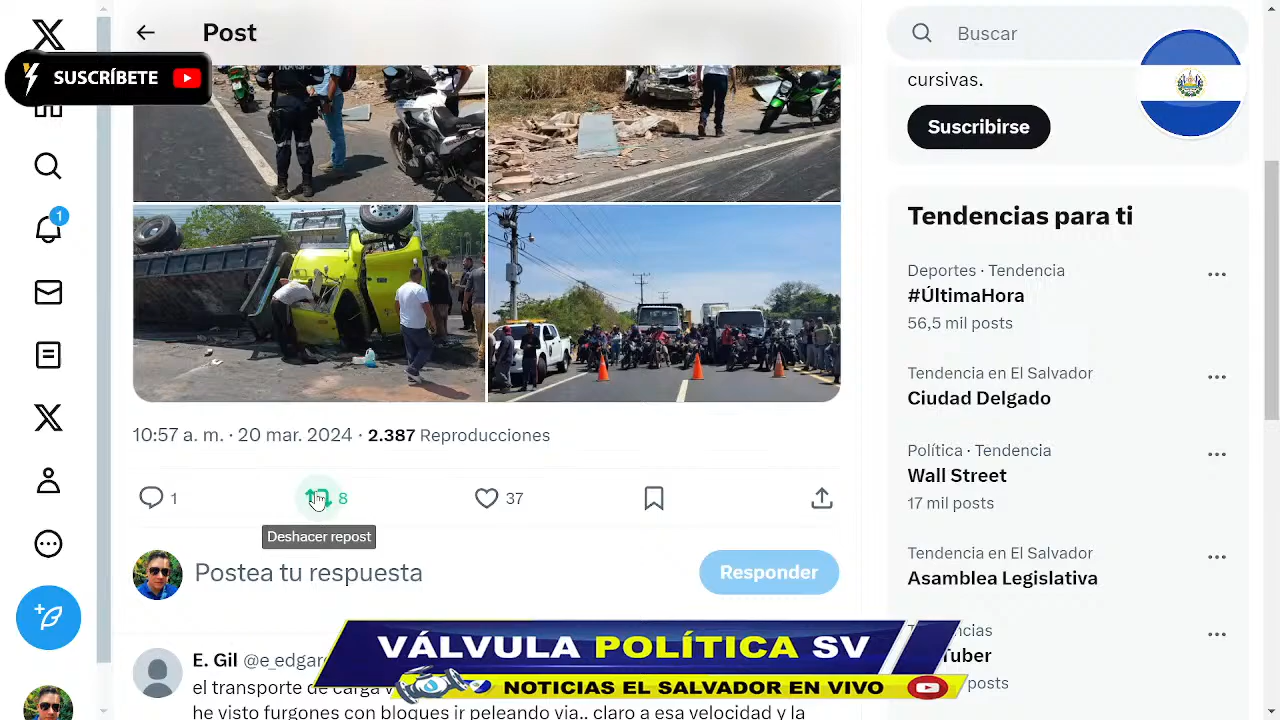 Post
Buscar
SUSCRÍBETE
cursivas.
Suscribirse
1
Tendencias para ti
Deportes · Tendencia
#ÚltimaHora
56,5 mil posts
Tendencia en El Salvador
Ciudad Delgado
Política · Tendencia
Wall Street
17 mil posts
Tendencia en El Salvador
Asamblea Legislativa
posts
10:57 a. m. · 20 mar. 2024 · 2.387 Reproducciones
1
8
37
Deshacer repost
Postea tu respuesta
Responder
VÁLVULA POLÍTICA SV
NOTICIAS EL SALVADOR EN VIVO
E. Gil
el transporte de carga
he visto furgones con bloques ir peleando via.. claro a esa velocidad y la